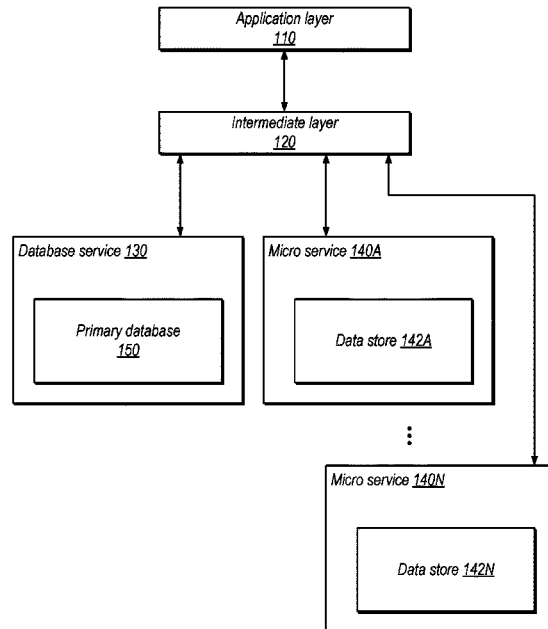 Application layer
110
Intermediate layer
120
Database service 130
Primary database
150
Micro service 140A
Data store 142A
Micro service 140N
Data store 142N